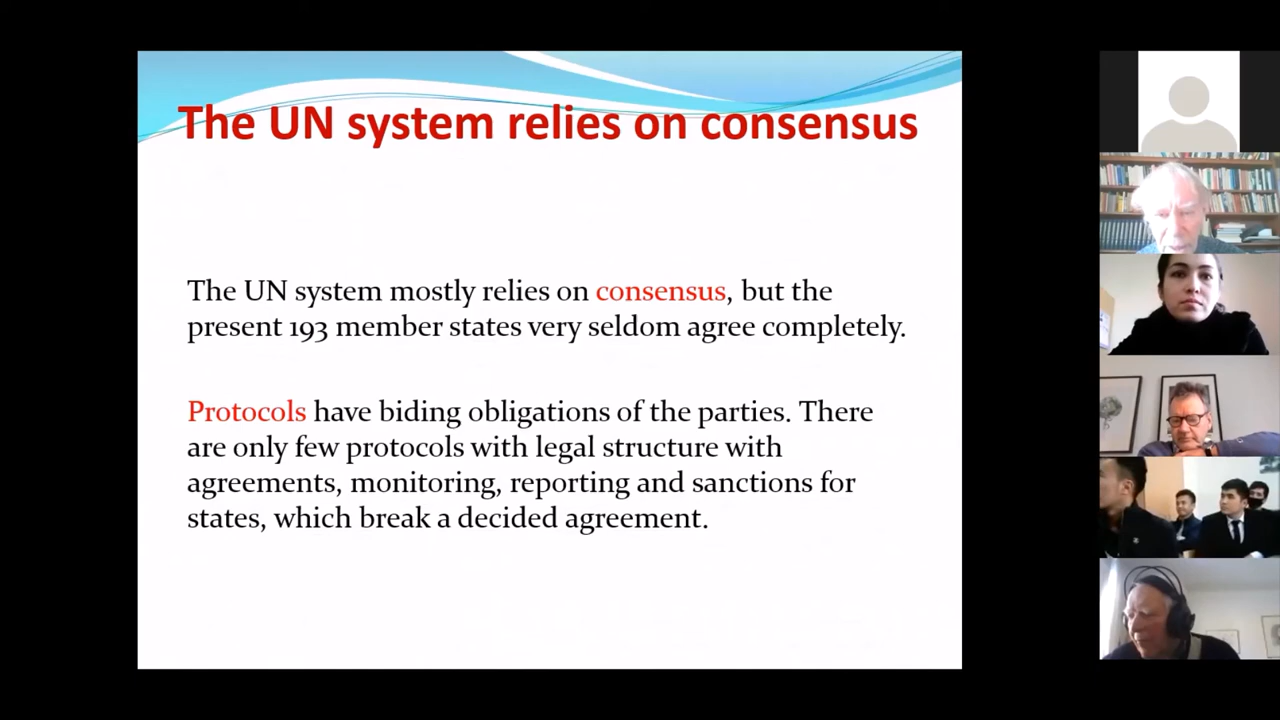 The UN system relies on consensus
The UN system mostly relies on consensus, but the
present 193 member states very seldom agree completely.
Protocols have biding obligations of the parties. There
are only few protocols with legal structure with
agreements, monitoring, reporting and sanctions for
states, which break a decided agreement.